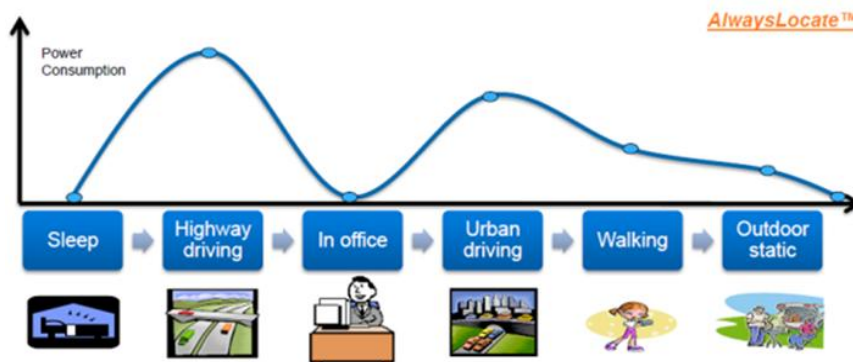 AlwaysLocate™
Power
Consumption
Sleep
Highway
driving
In office
Urban
driving
Walking
Outdoor
static